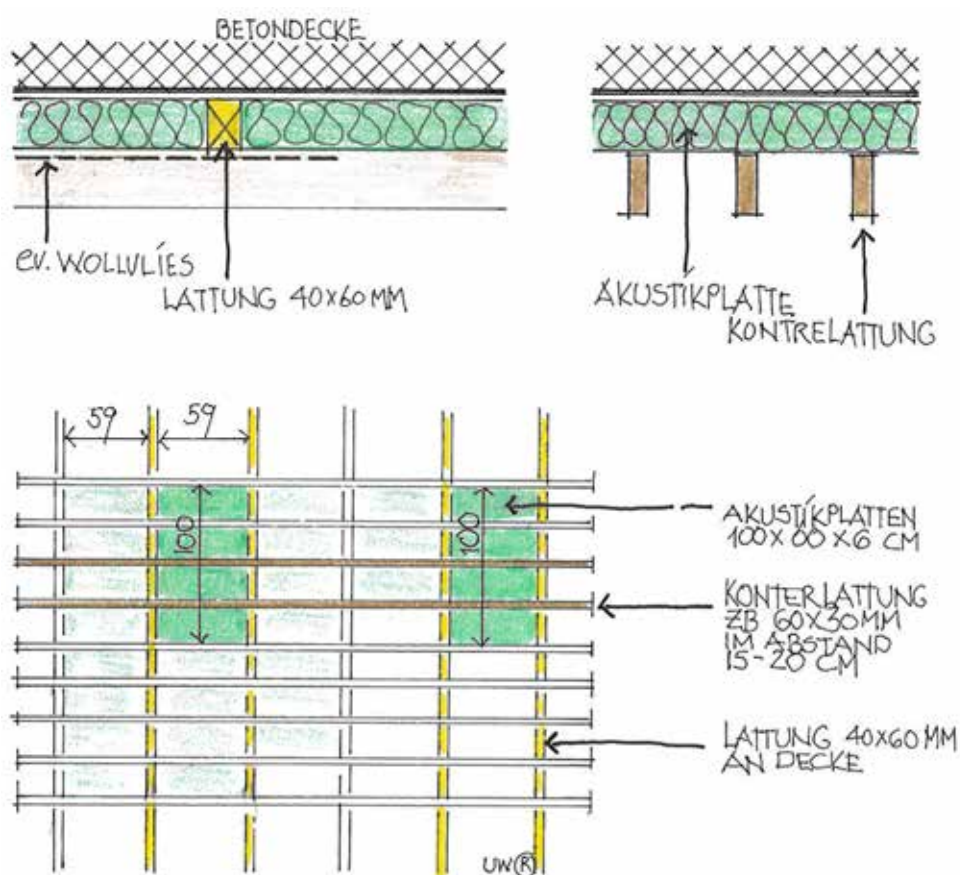 BETONDECKE
ev. WOLLVLIES
LATTUNG 40x60MM
AKUSTIKPLATTE
KONTRELATTUNG
59
59
100
100
AKUSTIKPLATTEN
100x60x6 CM
KONTERLATTUNG
ZB 60x30MM
IM ABSTAND
15-20 CM
LATTUNG 40x60MM
AN DECKE
UW®